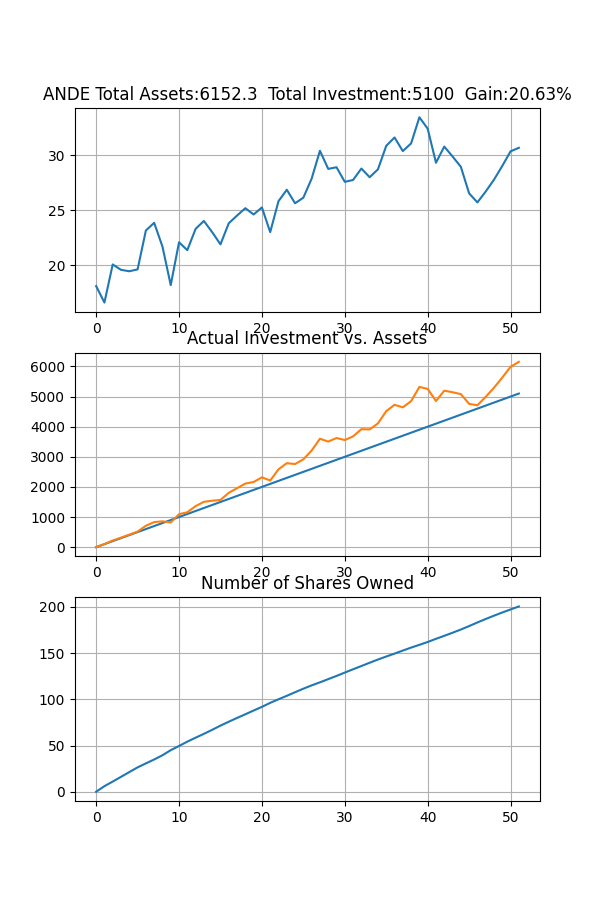 ANDE Total Assets:6152.3  Total Investment:5100  Gain:20.63%
30
25
20
0 10 20 30 40 50
Actual Investment vs. Assets
6000
5000
4000
3000
2000
1000
0
0 10 20 30 40 50
Number of Shares Owned
200
150
100
50
0
0 10 20 30 40 50